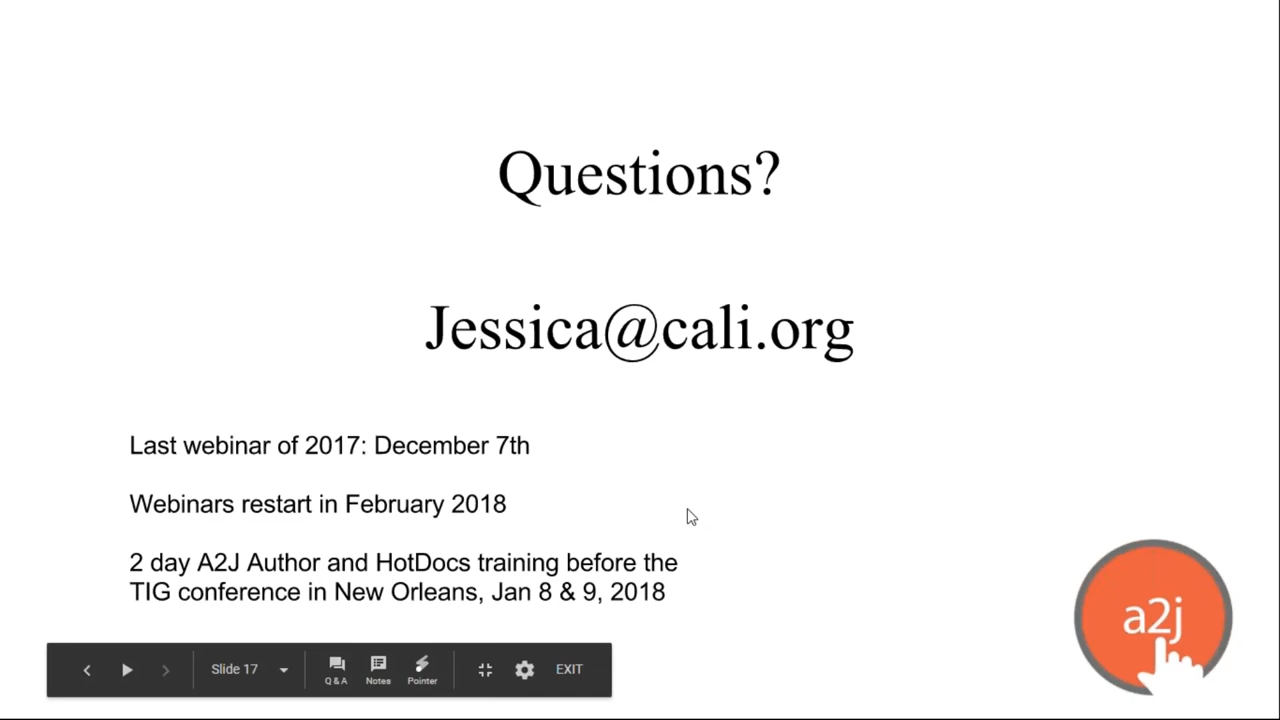 Questions?
Jessica@cali.org
Last webinar of 2017: December 7th
Webinars restart in February 2018
2 day A2J Author and HotDocs training before the
TIG conference in New Orleans, Jan 8 & 9, 2018
a2j
Slide 17
Q & A
Notes
Pointer
EXIT